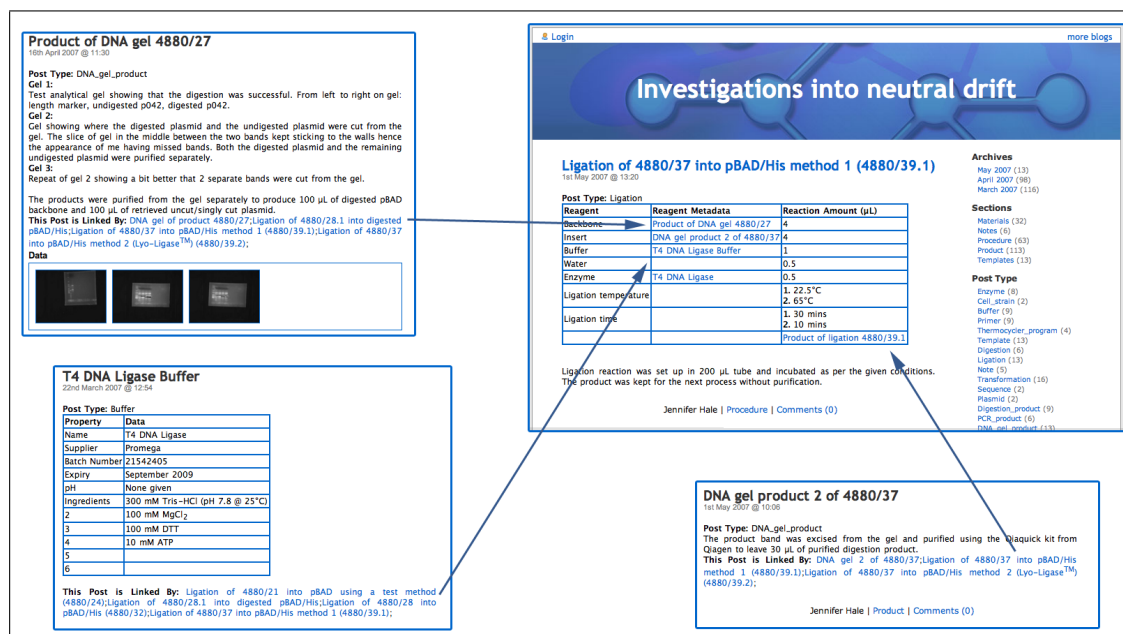 Product of DNA gel 4880/27
16th April 2007 @ 11:30
Post Type: DNA_gel_product
Gel 1:
Test analytical gel showing that the digestion was successful. From left to right on gel:
length marker, undigested p042, digested p042.
Gel 2:
Gel showing where the digested plasmid and the undigested plasmid were cut from the
gel. The slice of gel in the middle between the two bands kept sticking to the walls hence
the appearance of me having missed bands. Both the digested plasmid and the remaining
undigested plasmid were purified separately.
Gel 3:
Repeat of gel 2 showing a bit better that 2 separate bands were cut from the gel.
The products were purified from the gel separately to produce 100 µL of digested pBAD
backbone and 100 µL of retrieved uncut/singly cut plasmid.
This Post is Linked By: DNA gel of product 4880/27;Ligation of 4880/28.1 into digested
pBAD/His;Ligation of 4880/37 into pBAD/His method 1 (4880/39.1);Ligation of 4880/37
into pBAD/His method 2 (Lyo-Ligase™) (4880/39.2);
Data
Login
more blogs
Investigations into neutral drift
Ligation of 4880/37 into pBAD/His method 1 (4880/39.1)
1st May 2007 @ 13:20
Post Type: Ligation
Reagent Reagent Metadata Reaction Amount (µL)
Backbone Product of DNA gel 4880/27 4
Insert DNA gel product 2 of 4880/37 4
Buffer T4 DNA Ligase Buffer 1
Water 0.5
Enzyme T4 DNA Ligase 0.5
Ligation temperature 1. 22.5°C
2. 65°C
Ligation time 1. 30 mins
2. 10 mins
Product of ligation 4880/39.1
Ligation reaction was set up in 200 µL tube and incubated as per the given conditions.
The product was kept for the next process without purification.
Jennifer Hale | Procedure | Comments (0)
Archives
May 2007 (13)
April 2007 (98)
March 2007 (116)
Sections
Materials (32)
Notes (6)
Procedure (63)
Product (113)
Templates (13)
Post Type
Enzyme (8)
Cell_strain (2)
Buffer (9)
Primer (9)
Thermocycler_program (4)
Template (13)
Digestion (6)
Ligation (13)
Note (5)
Transformation (16)
Sequence (2)
Plasmid (2)
Digestion_product (9)
PCR_product (6)
DNA_gel_product (13)
T4 DNA Ligase Buffer
22nd March 2007 @ 12:54
Post Type: Buffer
Property Data
Name T4 DNA Ligase
Supplier Promega
Batch Number 21542405
Expiry September 2009
pH None given
Ingredients 300 mM Tris-HCl (pH 7.8 @ 25°C)
2 100 mM MgCl₂
3 100 mM DTT
4 10 mM ATP
5
6
This Post is Linked By: Ligation of 4880/21 into pBAD using a test method
(4880/24);Ligation of 4880/28.1 into digested pBAD/His;Ligation of 4880/28 into
pBAD/His (4880/32);Ligation of 4880/37 into pBAD/His method 1 (4880/39.1);
DNA gel product 2 of 4880/37
1st May 2007 @ 10:06
Post Type: DNA_gel_product
The product band was excised from the gel and purified using the Qiaquick kit from
Qiagen to leave 30 µL of purified digestion product.
This Post is Linked By: DNA gel 2 of 4880/37;Ligation of 4880/37 into pBAD/His
method 1 (4880/39.1);Ligation of 4880/37 into pBAD/His method 2 (Lyo-Ligase™)
(4880/39.2);
Jennifer Hale | Product | Comments (0)